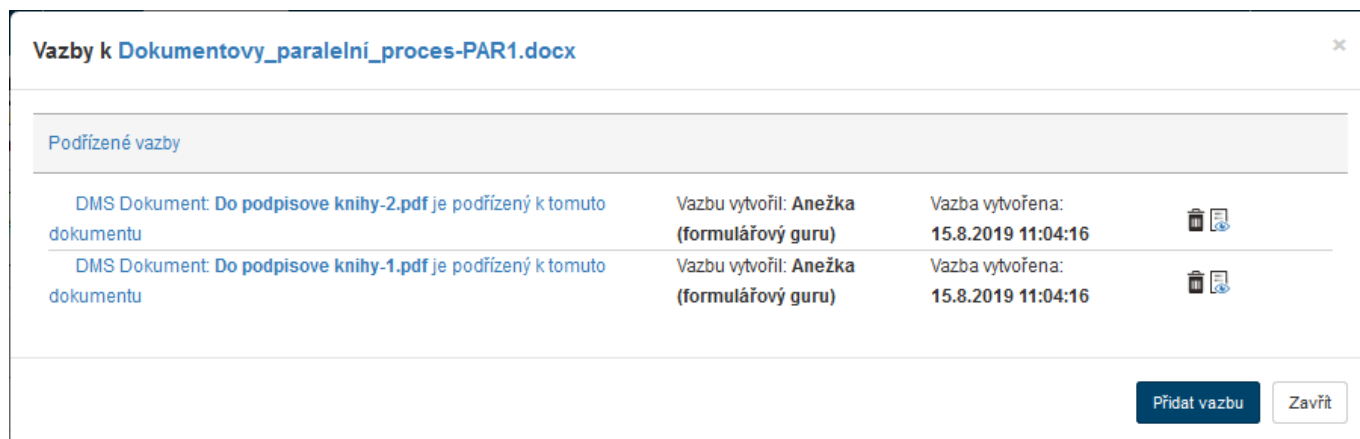 Vazby k Dokumentovy_paralelní_proces-PAR1.docx
×
Podřízené vazby
DMS Dokument: Do podpisove knihy-2.pdf je podřízený k tomuto
dokumentu
Vazbu vytvořil: Anežka
(formulářový guru)
Vazba vytvořena:
15.8.2019 11:04:16
DMS Dokument: Do podpisove knihy-1.pdf je podřízený k tomuto
dokumentu
Vazbu vytvořil: Anežka
(formulářový guru)
Vazba vytvořena:
15.8.2019 11:04:16
Přidat vazbu
Zavřít